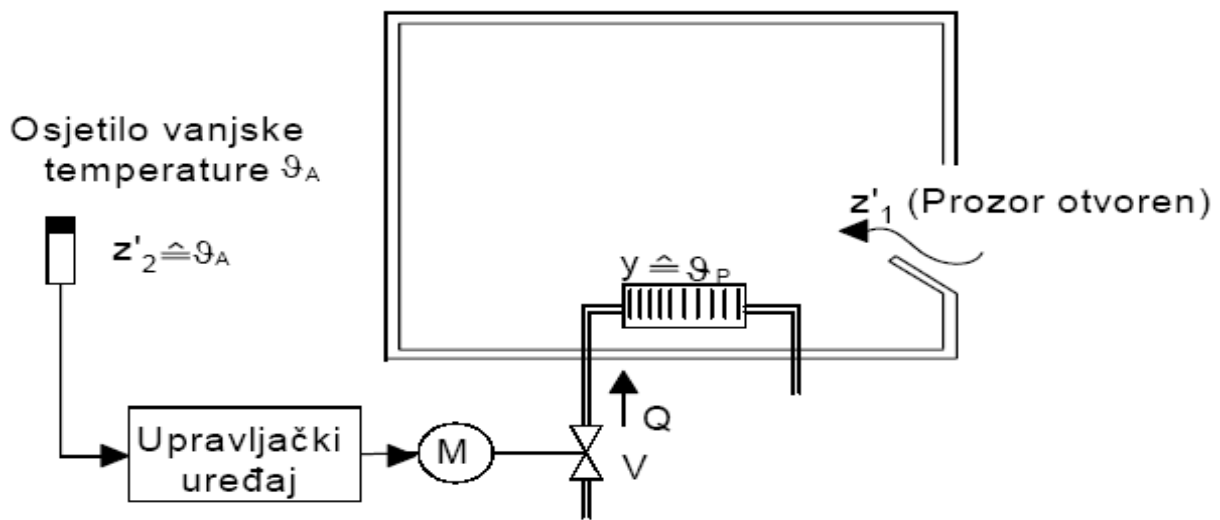 Osjetilo vanjske
temperature ϑA
z'2≙ϑA
z'1 (Prozor otvoren)
y ≙ ϑP
Q
Upravljački
uređaj
M
V